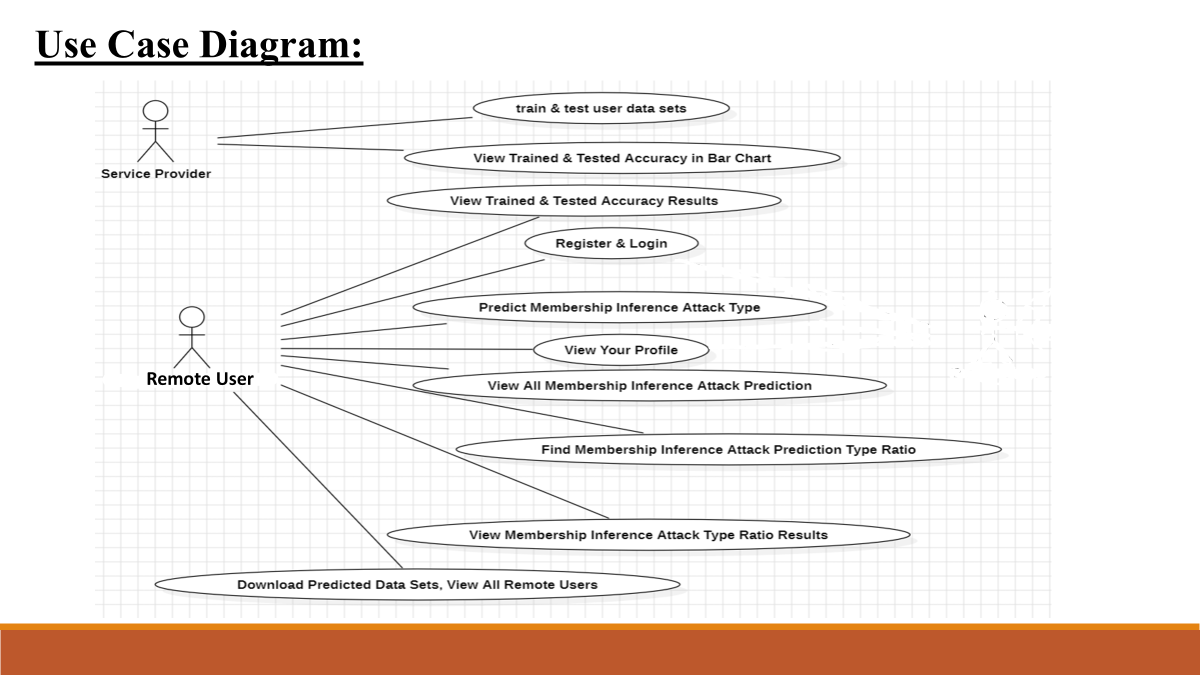 Use Case Diagram:
train & test user data sets
View Trained & Tested Accuracy in Bar Chart
Service Provider
View Trained & Tested Accuracy Results
Register & Login
Predict Membership Inference Attack Type
View Your Profile
Remote User
View All Membership Inference Attack Prediction
Find Membership Inference Attack Prediction Type Ratio
View Membership Inference Attack Type Ratio Results
Download Predicted Data Sets, View All Remote Users